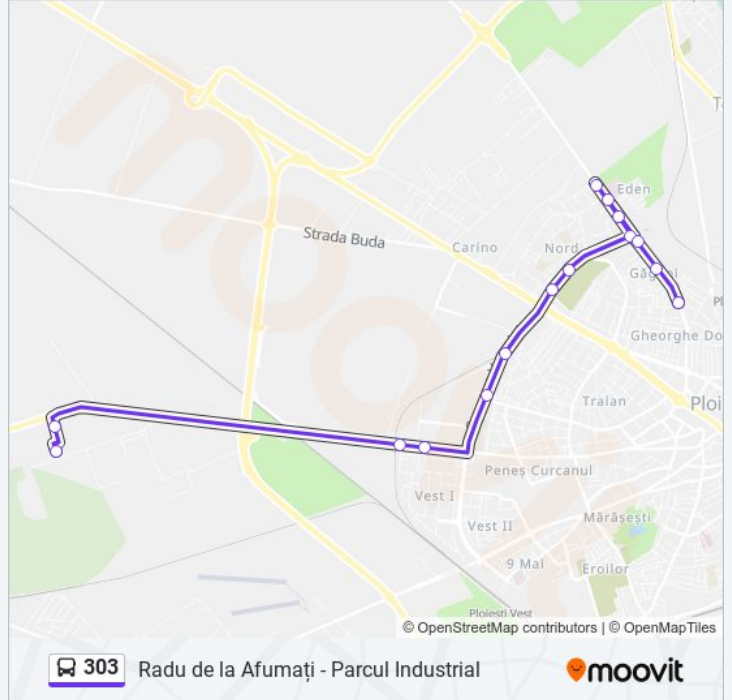 Eden
Strada Buda
Carino
Nord
Gheorghe Do
Traian
Ploi
Peneș Curcanul
Vest I
Mărășești
Vest II
9 Mai
Eroilor
Ploiești Vest
© OpenStreetMap contributors | © OpenMapTiles
303
Radu de la Afumați - Parcul Industrial
moovit